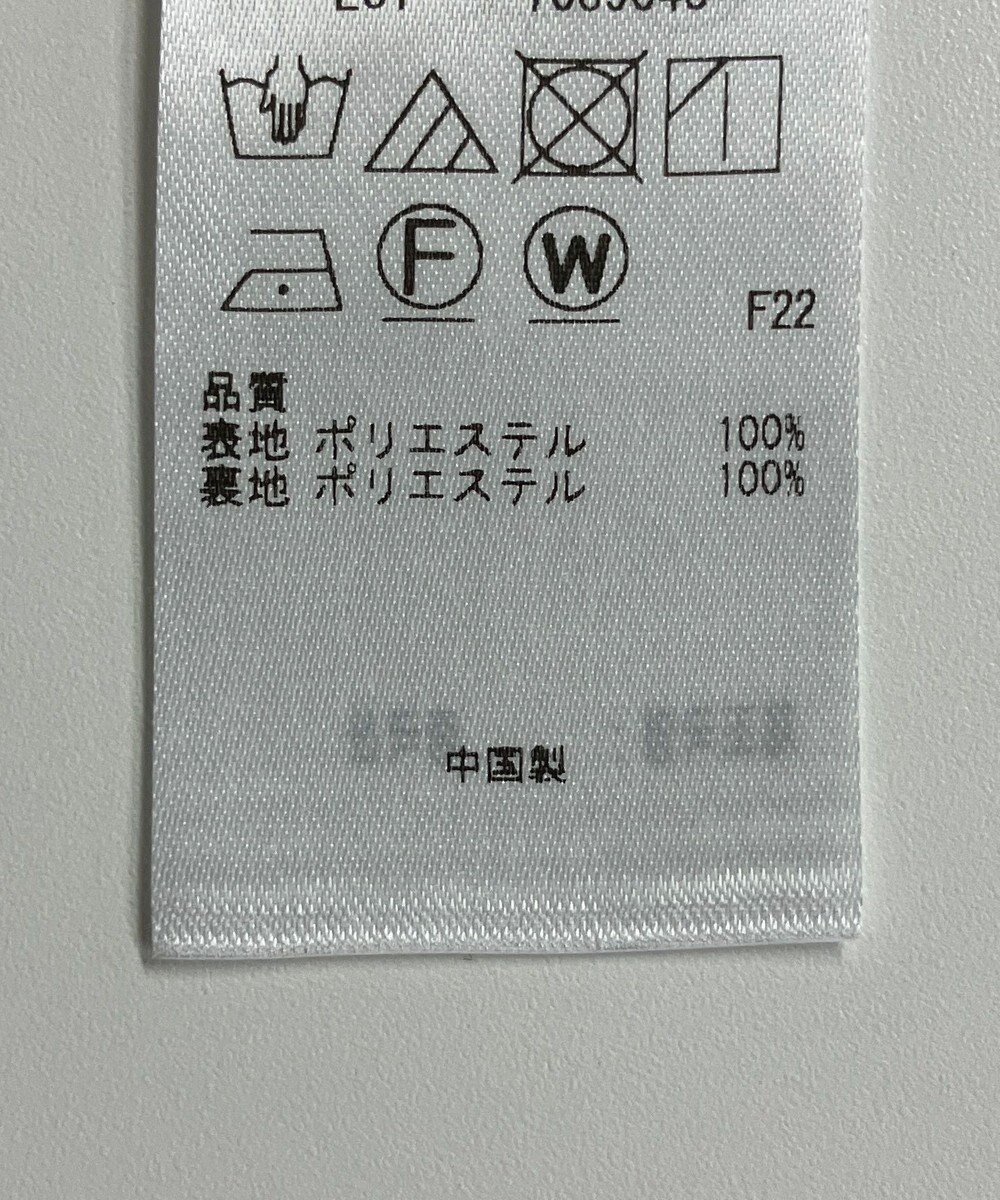 F
W
F22
品質
表地 ポリエステル 100%
裏地 ポリエステル 100%
中国製